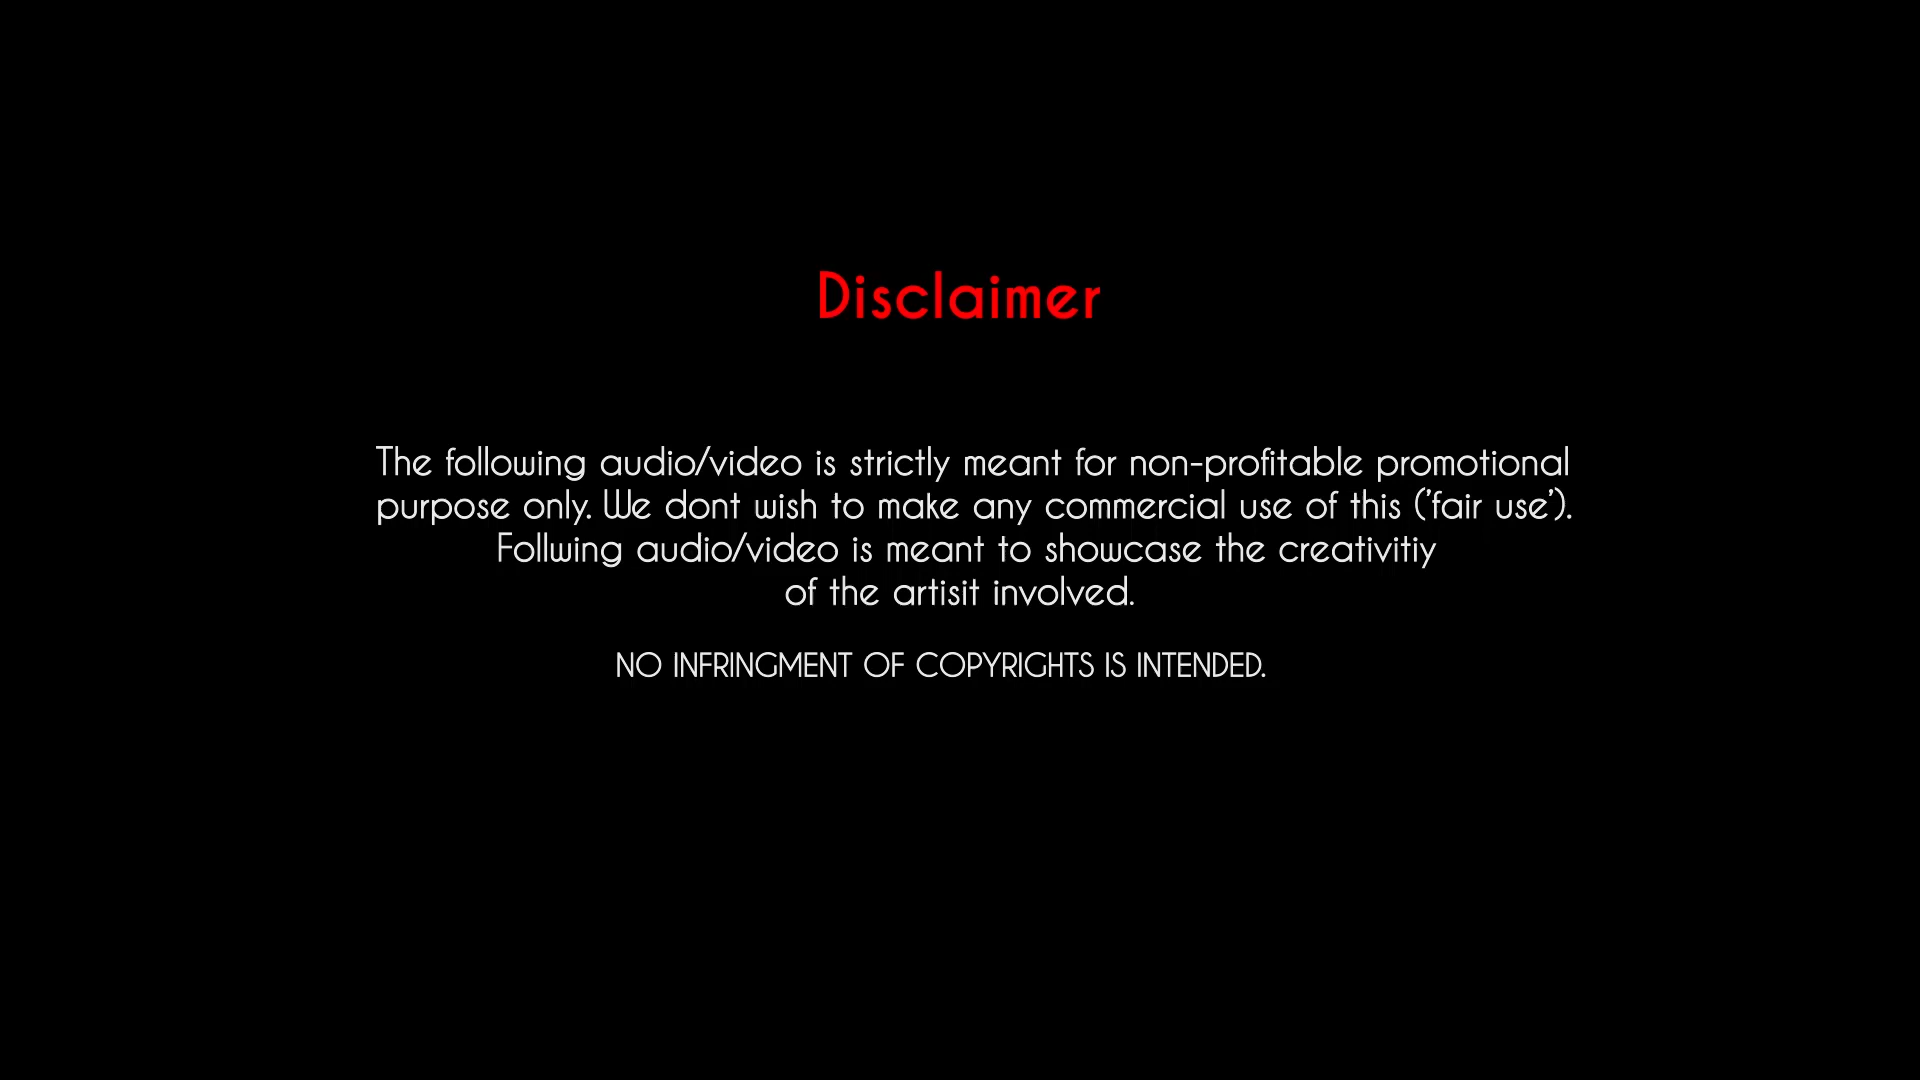 Disclaimer
The following audio/video is strictly meant for non-profitable promotional
purpose only. We dont wish to make any commercial use of this ('fair use').
Follwing audio/video is meant to showcase the creativitiy
of the artisit involved.
NO INFRINGMENT OF COPYRIGHTS IS INTENDED.